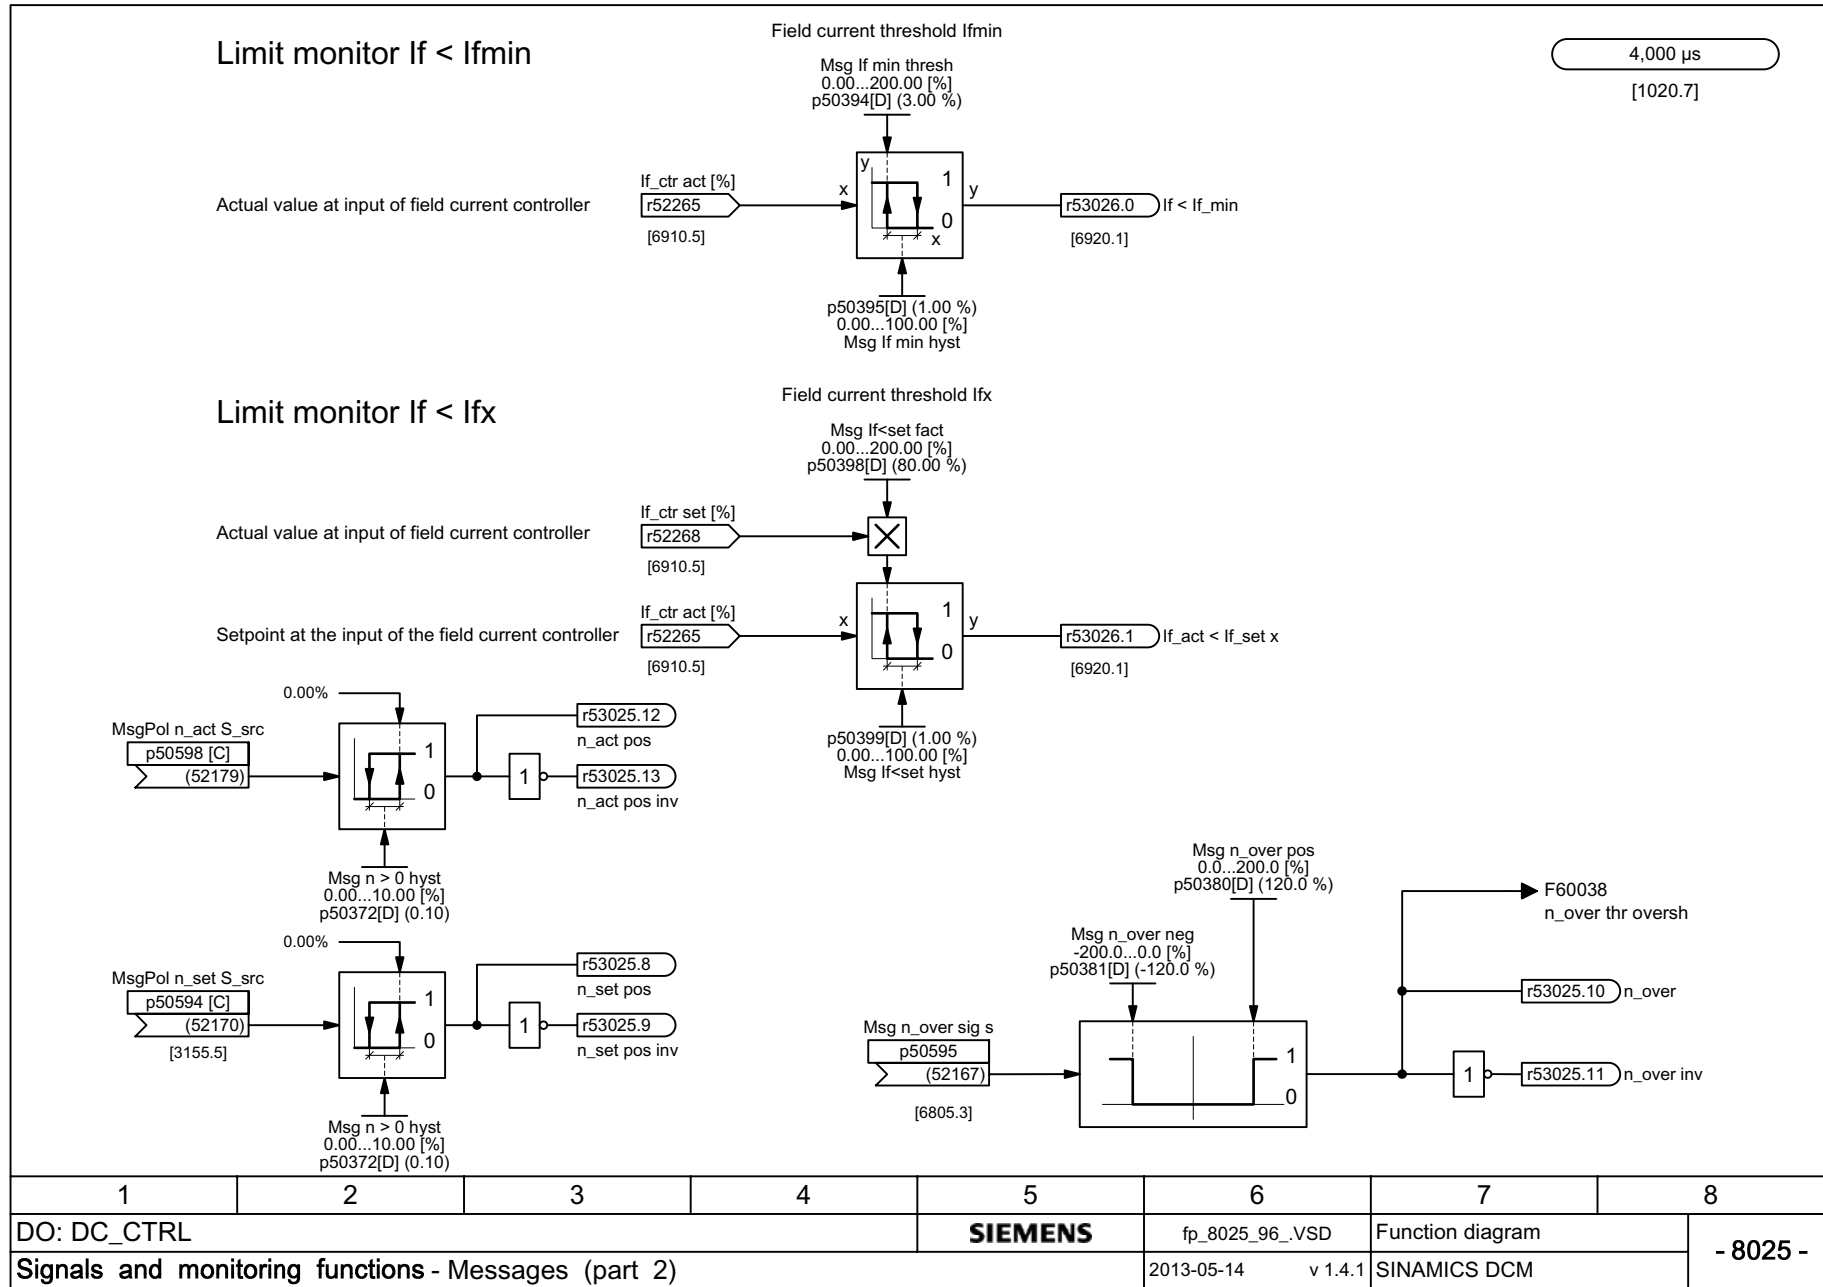 Limit monitor If < Ifmin
Field current threshold Ifmin
Msg If min thresh
0.00...200.00 [%]
p50394[D] (3.00 %)
4,000 µs
[1020.7]
Actual value at input of field current controller
If_ctr act [%]
r52265
[6910.5]
x
y
1
0
x
y
r53026.0
If < If_min
[6920.1]
p50395[D] (1.00 %)
0.00...100.00 [%]
Msg If min hyst
Limit monitor If < Ifx
Field current threshold Ifx
Msg If<set fact
0.00...200.00 [%]
p50398[D] (80.00 %)
Actual value at input of field current controller
If_ctr set [%]
r52268
[6910.5]
Setpoint at the input of the field current controller
If_ctr act [%]
r52265
[6910.5]
x
1
0
y
r53026.1
If_act < If_set x
[6920.1]
p50399[D] (1.00 %)
0.00...100.00 [%]
Msg If<set hyst
0.00%
MsgPol n_act S_src
p50598 [C]
(52179)
1
0
r53025.12
n_act pos
1
r53025.13
n_act pos inv
Msg n > 0 hyst
0.00...10.00 [%]
p50372[D] (0.10)
0.00%
MsgPol n_set S_src
p50594 [C]
(52170)
[3155.5]
1
0
r53025.8
n_set pos
1
r53025.9
n_set pos inv
Msg n > 0 hyst
0.00...10.00 [%]
p50372[D] (0.10)
Msg n_over pos
0.0...200.0 [%]
p50380[D] (120.0 %)
Msg n_over neg
-200.0...0.0 [%]
p50381[D] (-120.0 %)
Msg n_over sig s
p50595
(52167)
[6805.3]
1
0
F60038
n_over thr oversh
r53025.10
n_over
1
r53025.11
n_over inv
1 2 3 4 5 6 7 8
DO: DC_CTRL
SIEMENS
fp_8025_96_.VSD
Function diagram
- 8025 -
Signals and monitoring functions - Messages (part 2)
2013-05-14 v 1.4.1
SINAMICS DCM